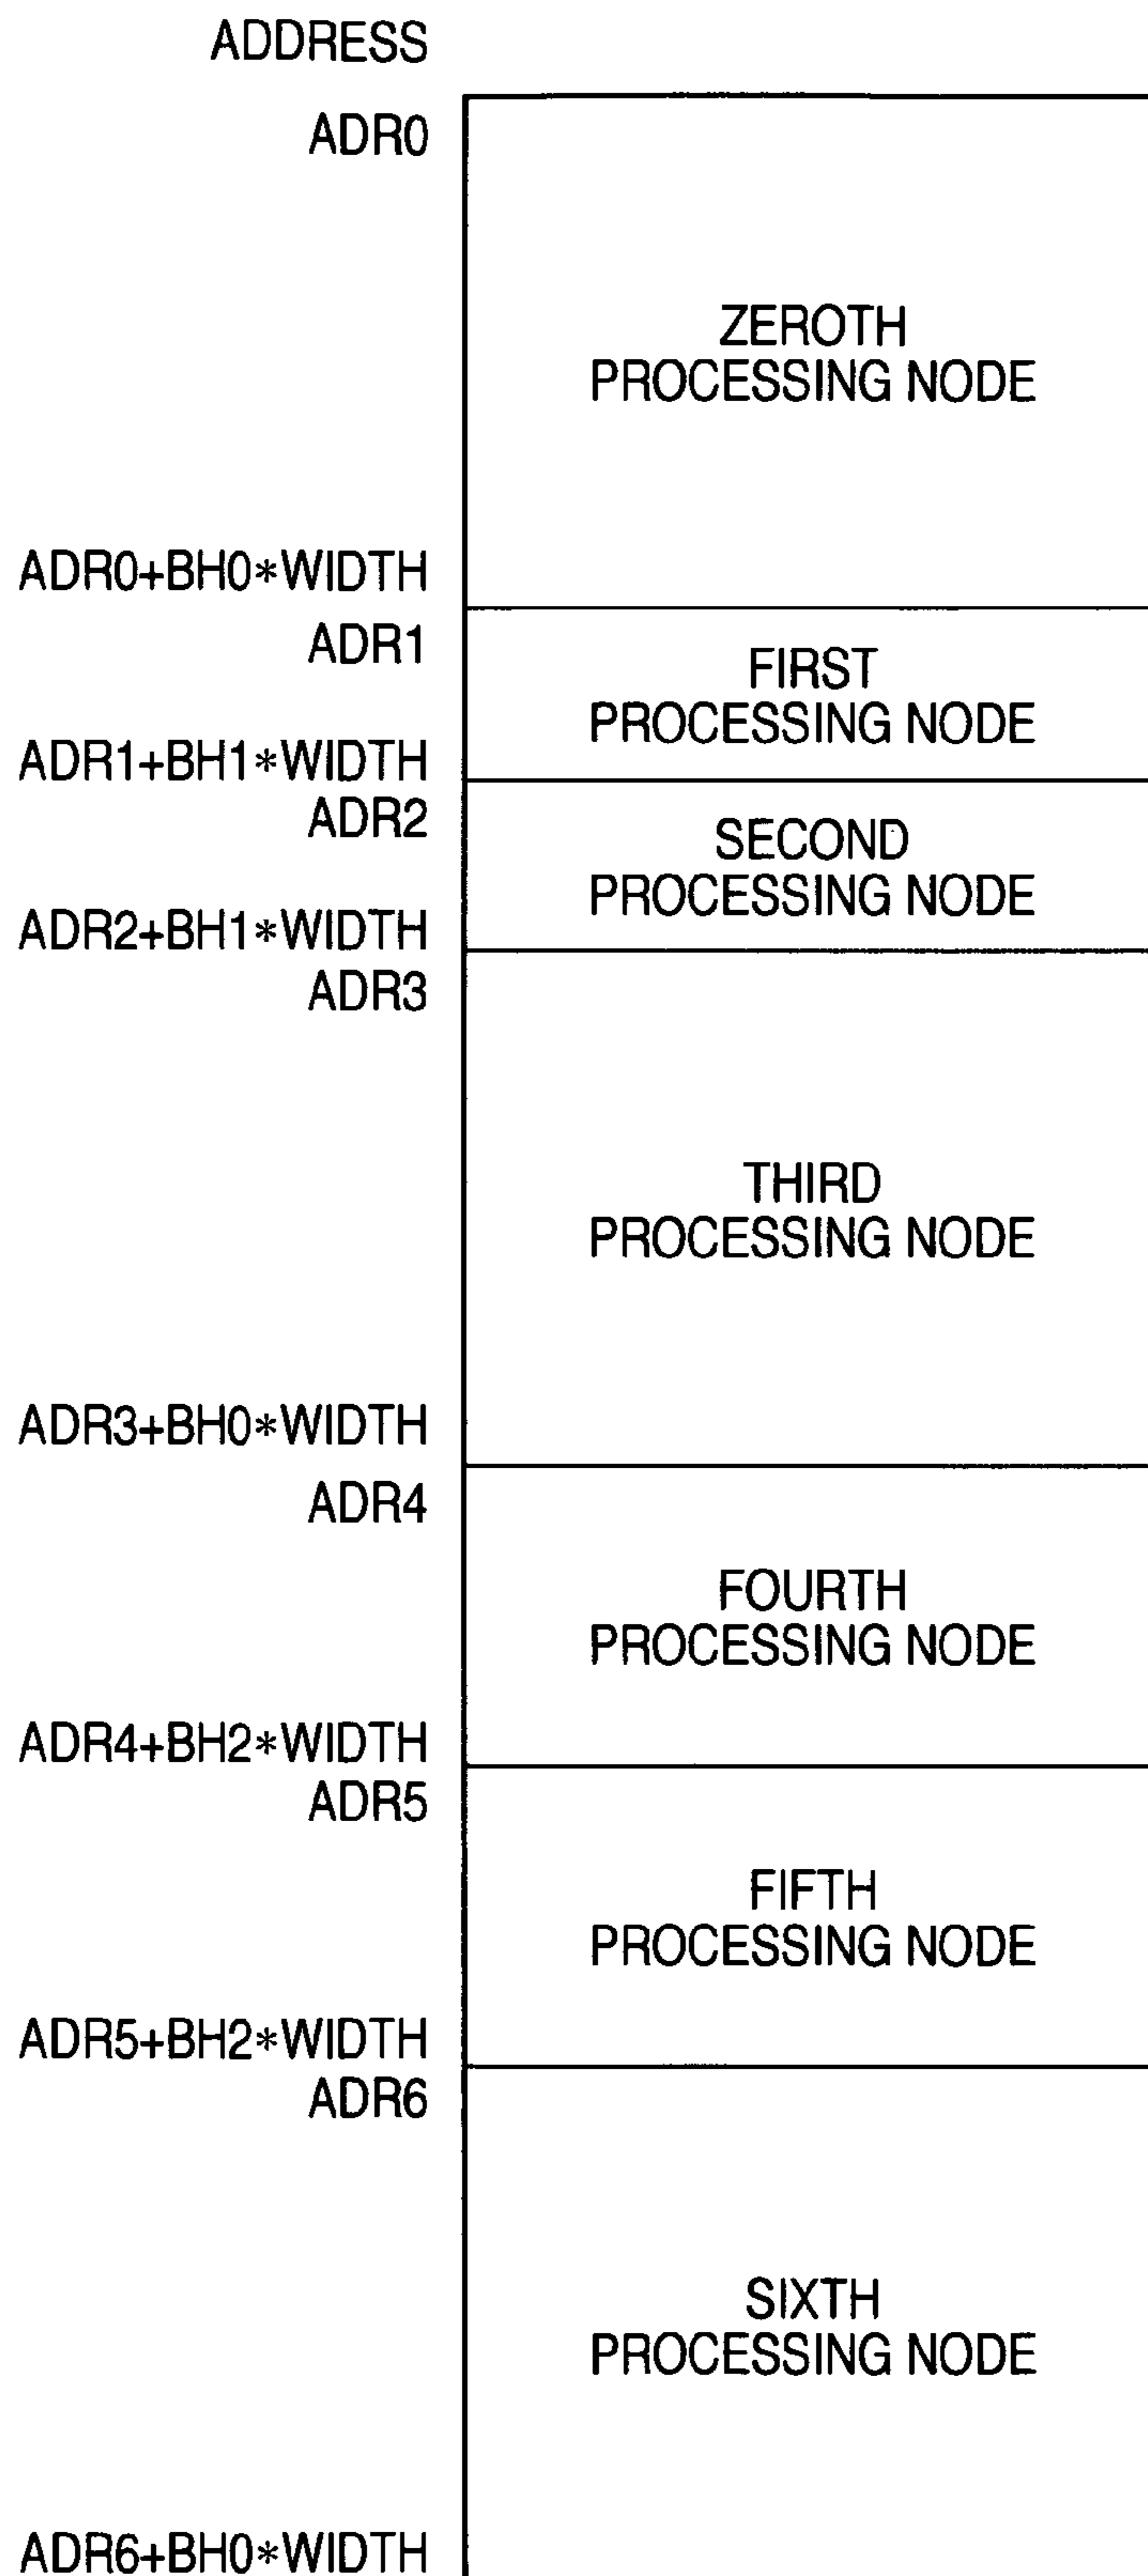 ADDRESS
ADR0
ZEROTH
PROCESSING NODE
ADR0+BH0*WIDTH
ADR1
FIRST
PROCESSING NODE
ADR1+BH1*WIDTH
ADR2
SECOND
PROCESSING NODE
ADR2+BH1*WIDTH
ADR3
THIRD
PROCESSING NODE
ADR3+BH0*WIDTH
ADR4
FOURTH
PROCESSING NODE
ADR4+BH2*WIDTH
ADR5
FIFTH
PROCESSING NODE
ADR5+BH2*WIDTH
ADR6
SIXTH
PROCESSING NODE
ADR6+BH0*WIDTH